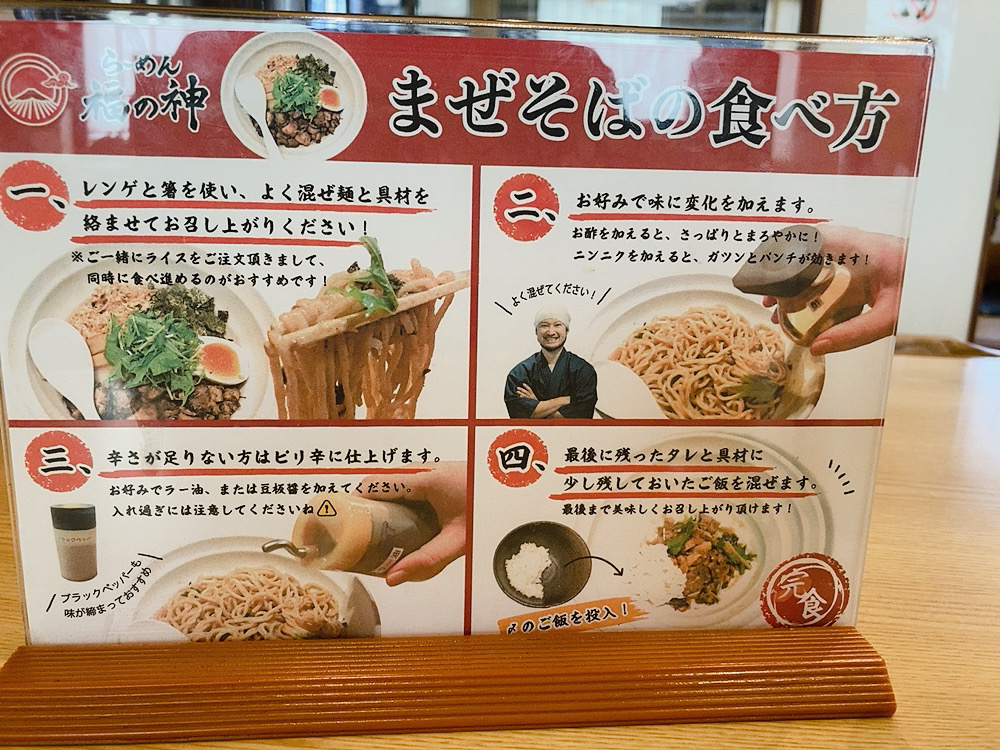 らめん
福の神
まぜそばの食べ方
一、
レンゲと箸を使い、よく混ぜ麺と具材を
絡ませてお召し上がりください！
※ご一緒にライスをご注文頂きまして、
同時に食べ進めるのがおすすめです！
二、
お好みで味に変化を加えます。
お酢を加えると、さっぱりとまろやかに！
ニンニクを加えると、ガツンとパンチが効きます！
よく混ぜてください！
酢
三、
辛さが足りない方はピリ辛に仕上げます。
お好みでラー油、または豆板醤を加えてください。
入れ過ぎには注意してくださいね
ブラックペッパーも
味が締まっておすすめ
四、
最後に残ったタレと具材に
少し残しておいたご飯を混ぜます。
最後まで美味しくお召し上がり頂けます！
〆のご飯を投入！
完食